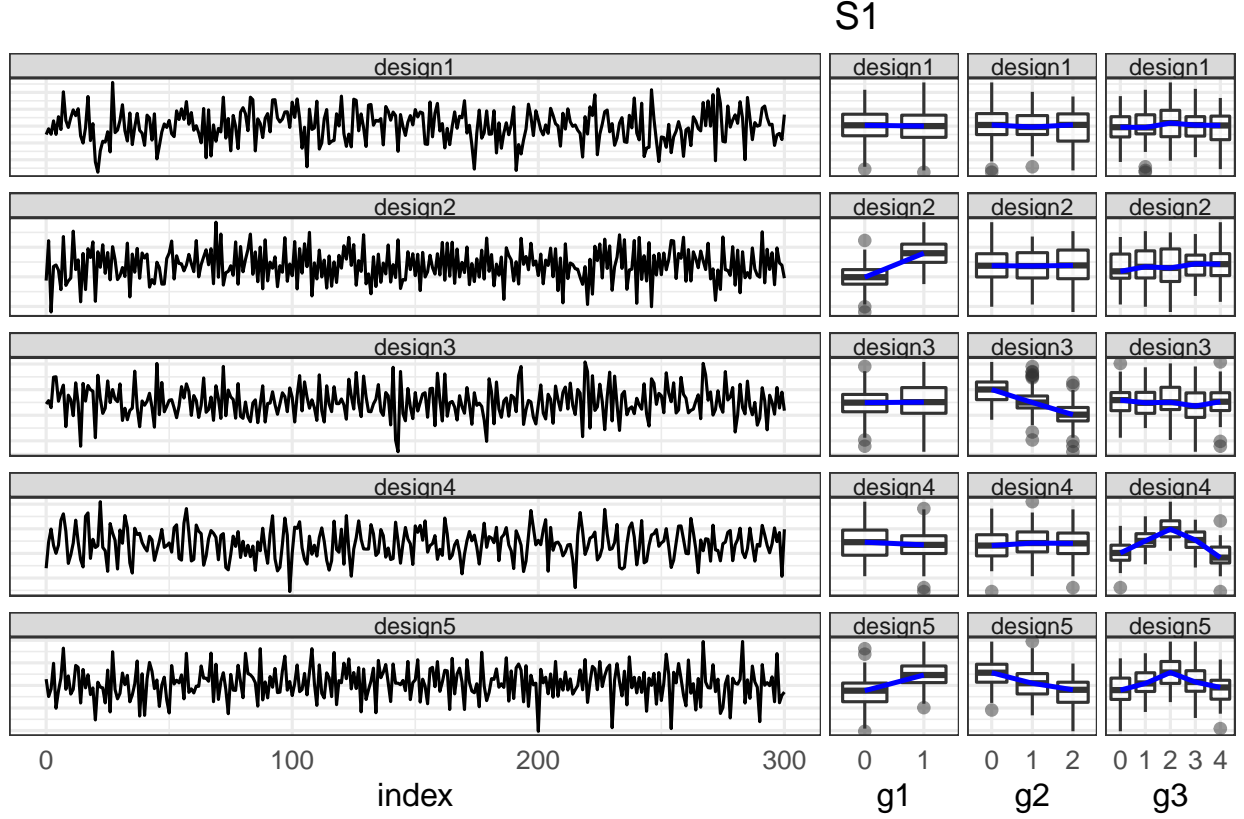 S1
design1 design1 design1 design1
design2 design2 design2 design2
design3 design3 design3 design3
design4 design4 design4 design4
design5 design5 design5 design5
0 100 200 300 0 1 0 1 2 0 1 2 3 4
index g1 g2 g3